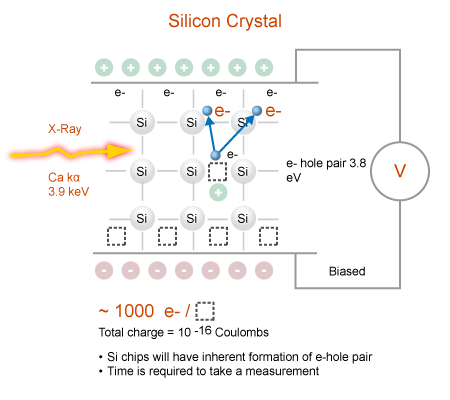 Silicon Crystal
+ + + + + + +
e- e- e- e-
e- e-
X-Ray
Si Si Si
e-
e- hole pair 3.8
eV
V
Ca kα
3.9 keV
Si Si Si
+
Si Si Si
- - - - - - -
Biased
~ 1000 e- /
Total charge = 10 -16 Coulombs
• Si chips will have inherent formation of e-hole pair
• Time is required to take a measurement